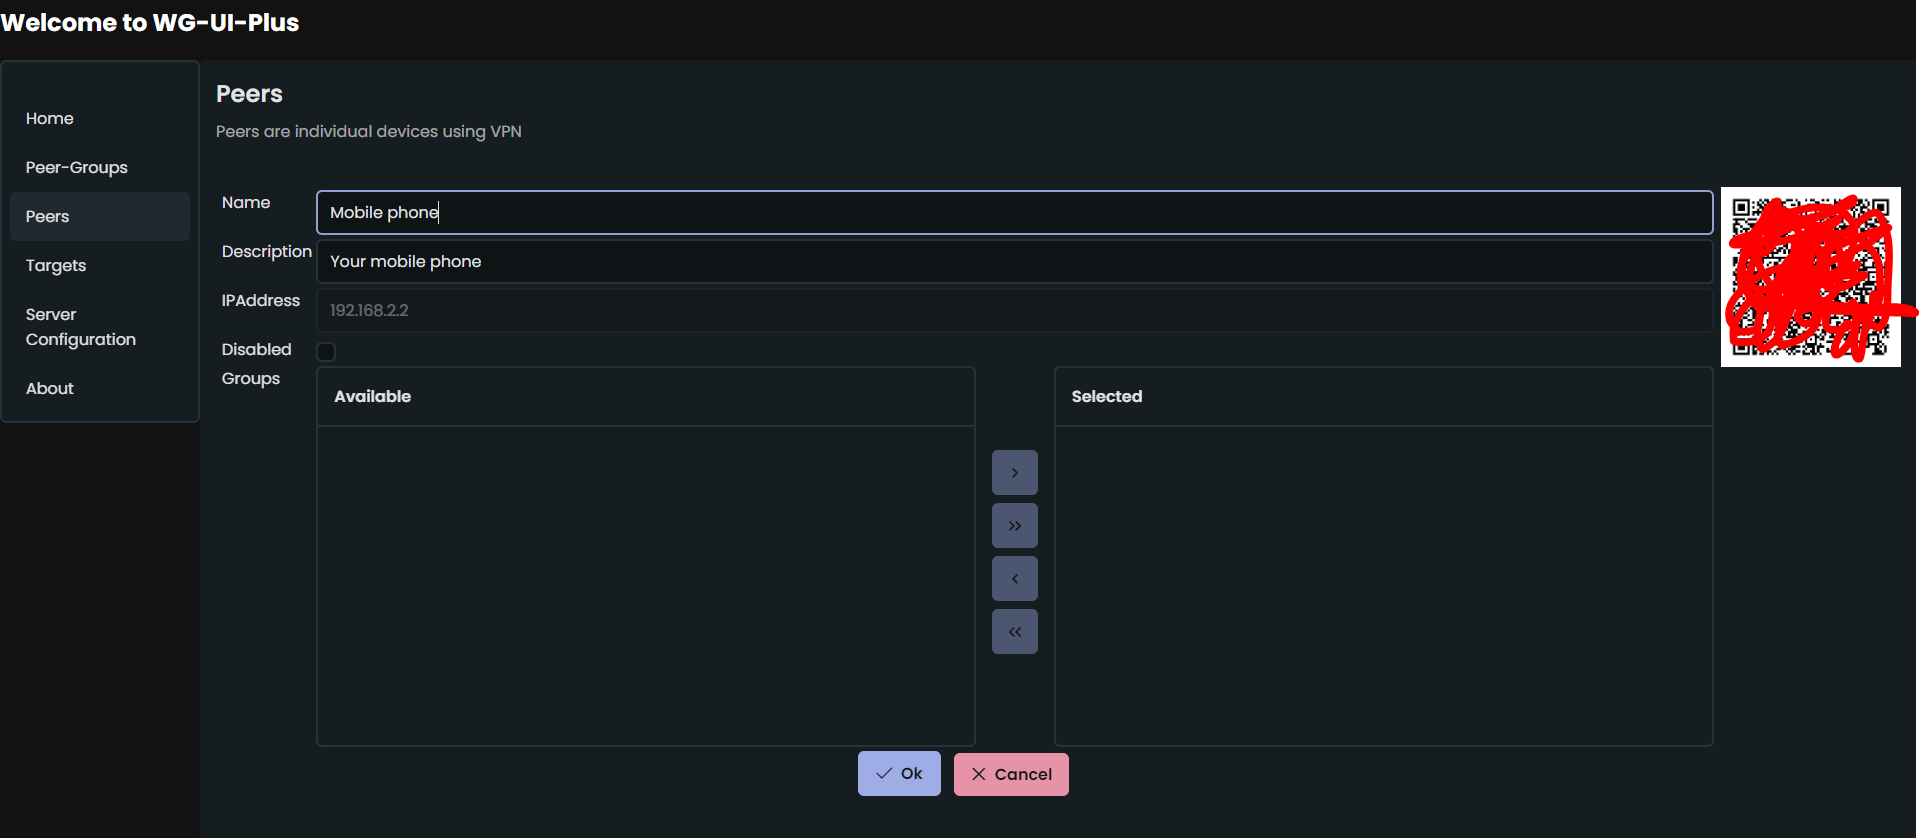 Welcome to WG-UI-Plus
Home
Peer-Groups
Peers
Targets
Server
Configuration
About
Peers
Peers are individual devices using VPN
Name
Mobile phone
Description
Your mobile phone
IPAddress
192.168.2.2
Disabled
Groups
Available
Selected
Ok
Cancel